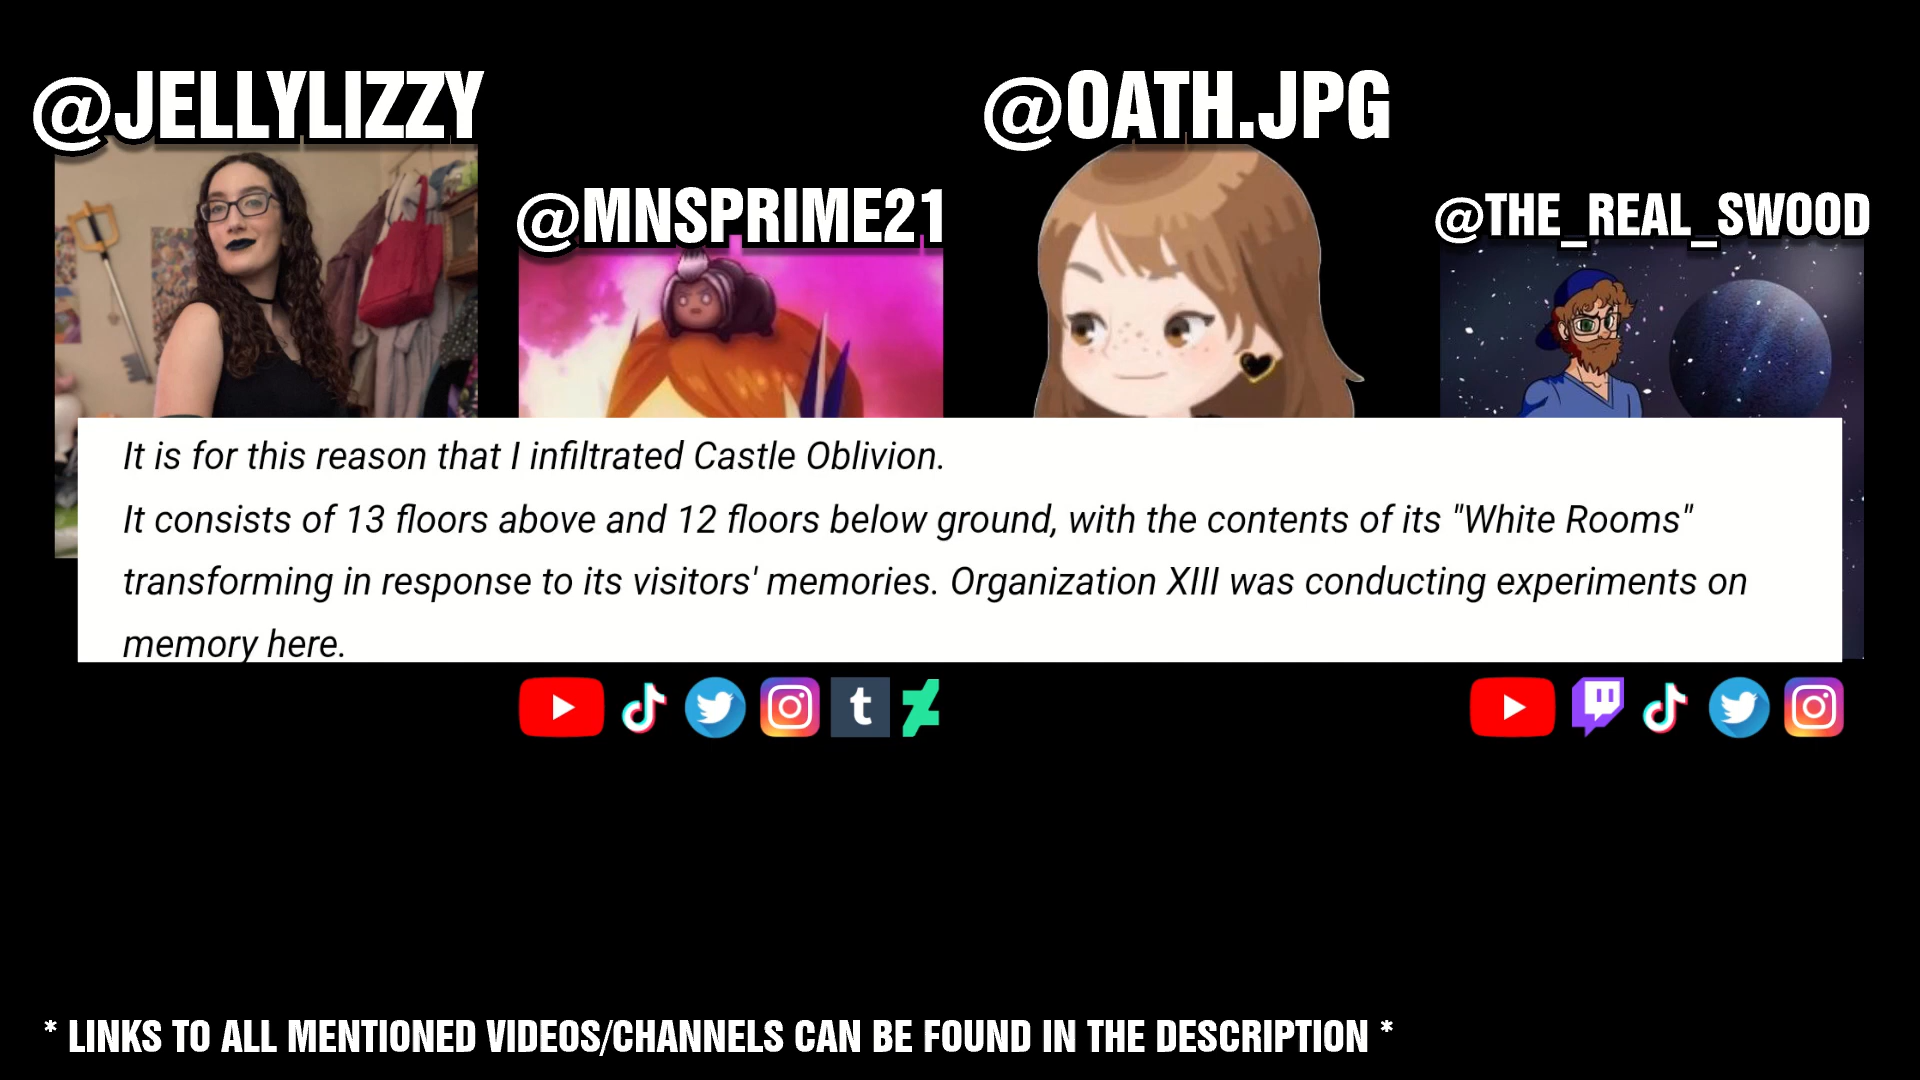 @JELLYLIZZY
@OATH.JPG
@MNSPRIME21
@THE_REAL_SWOOD
It is for this reason that I infiltrated Castle Oblivion.
It consists of 13 floors above and 12 floors below ground, with the contents of its "White Rooms"
transforming in response to its visitors' memories. Organization XIII was conducting experiments on
memory here.
* LINKS TO ALL MENTIONED VIDEOS/CHANNELS CAN BE FOUND IN THE DESCRIPTION *